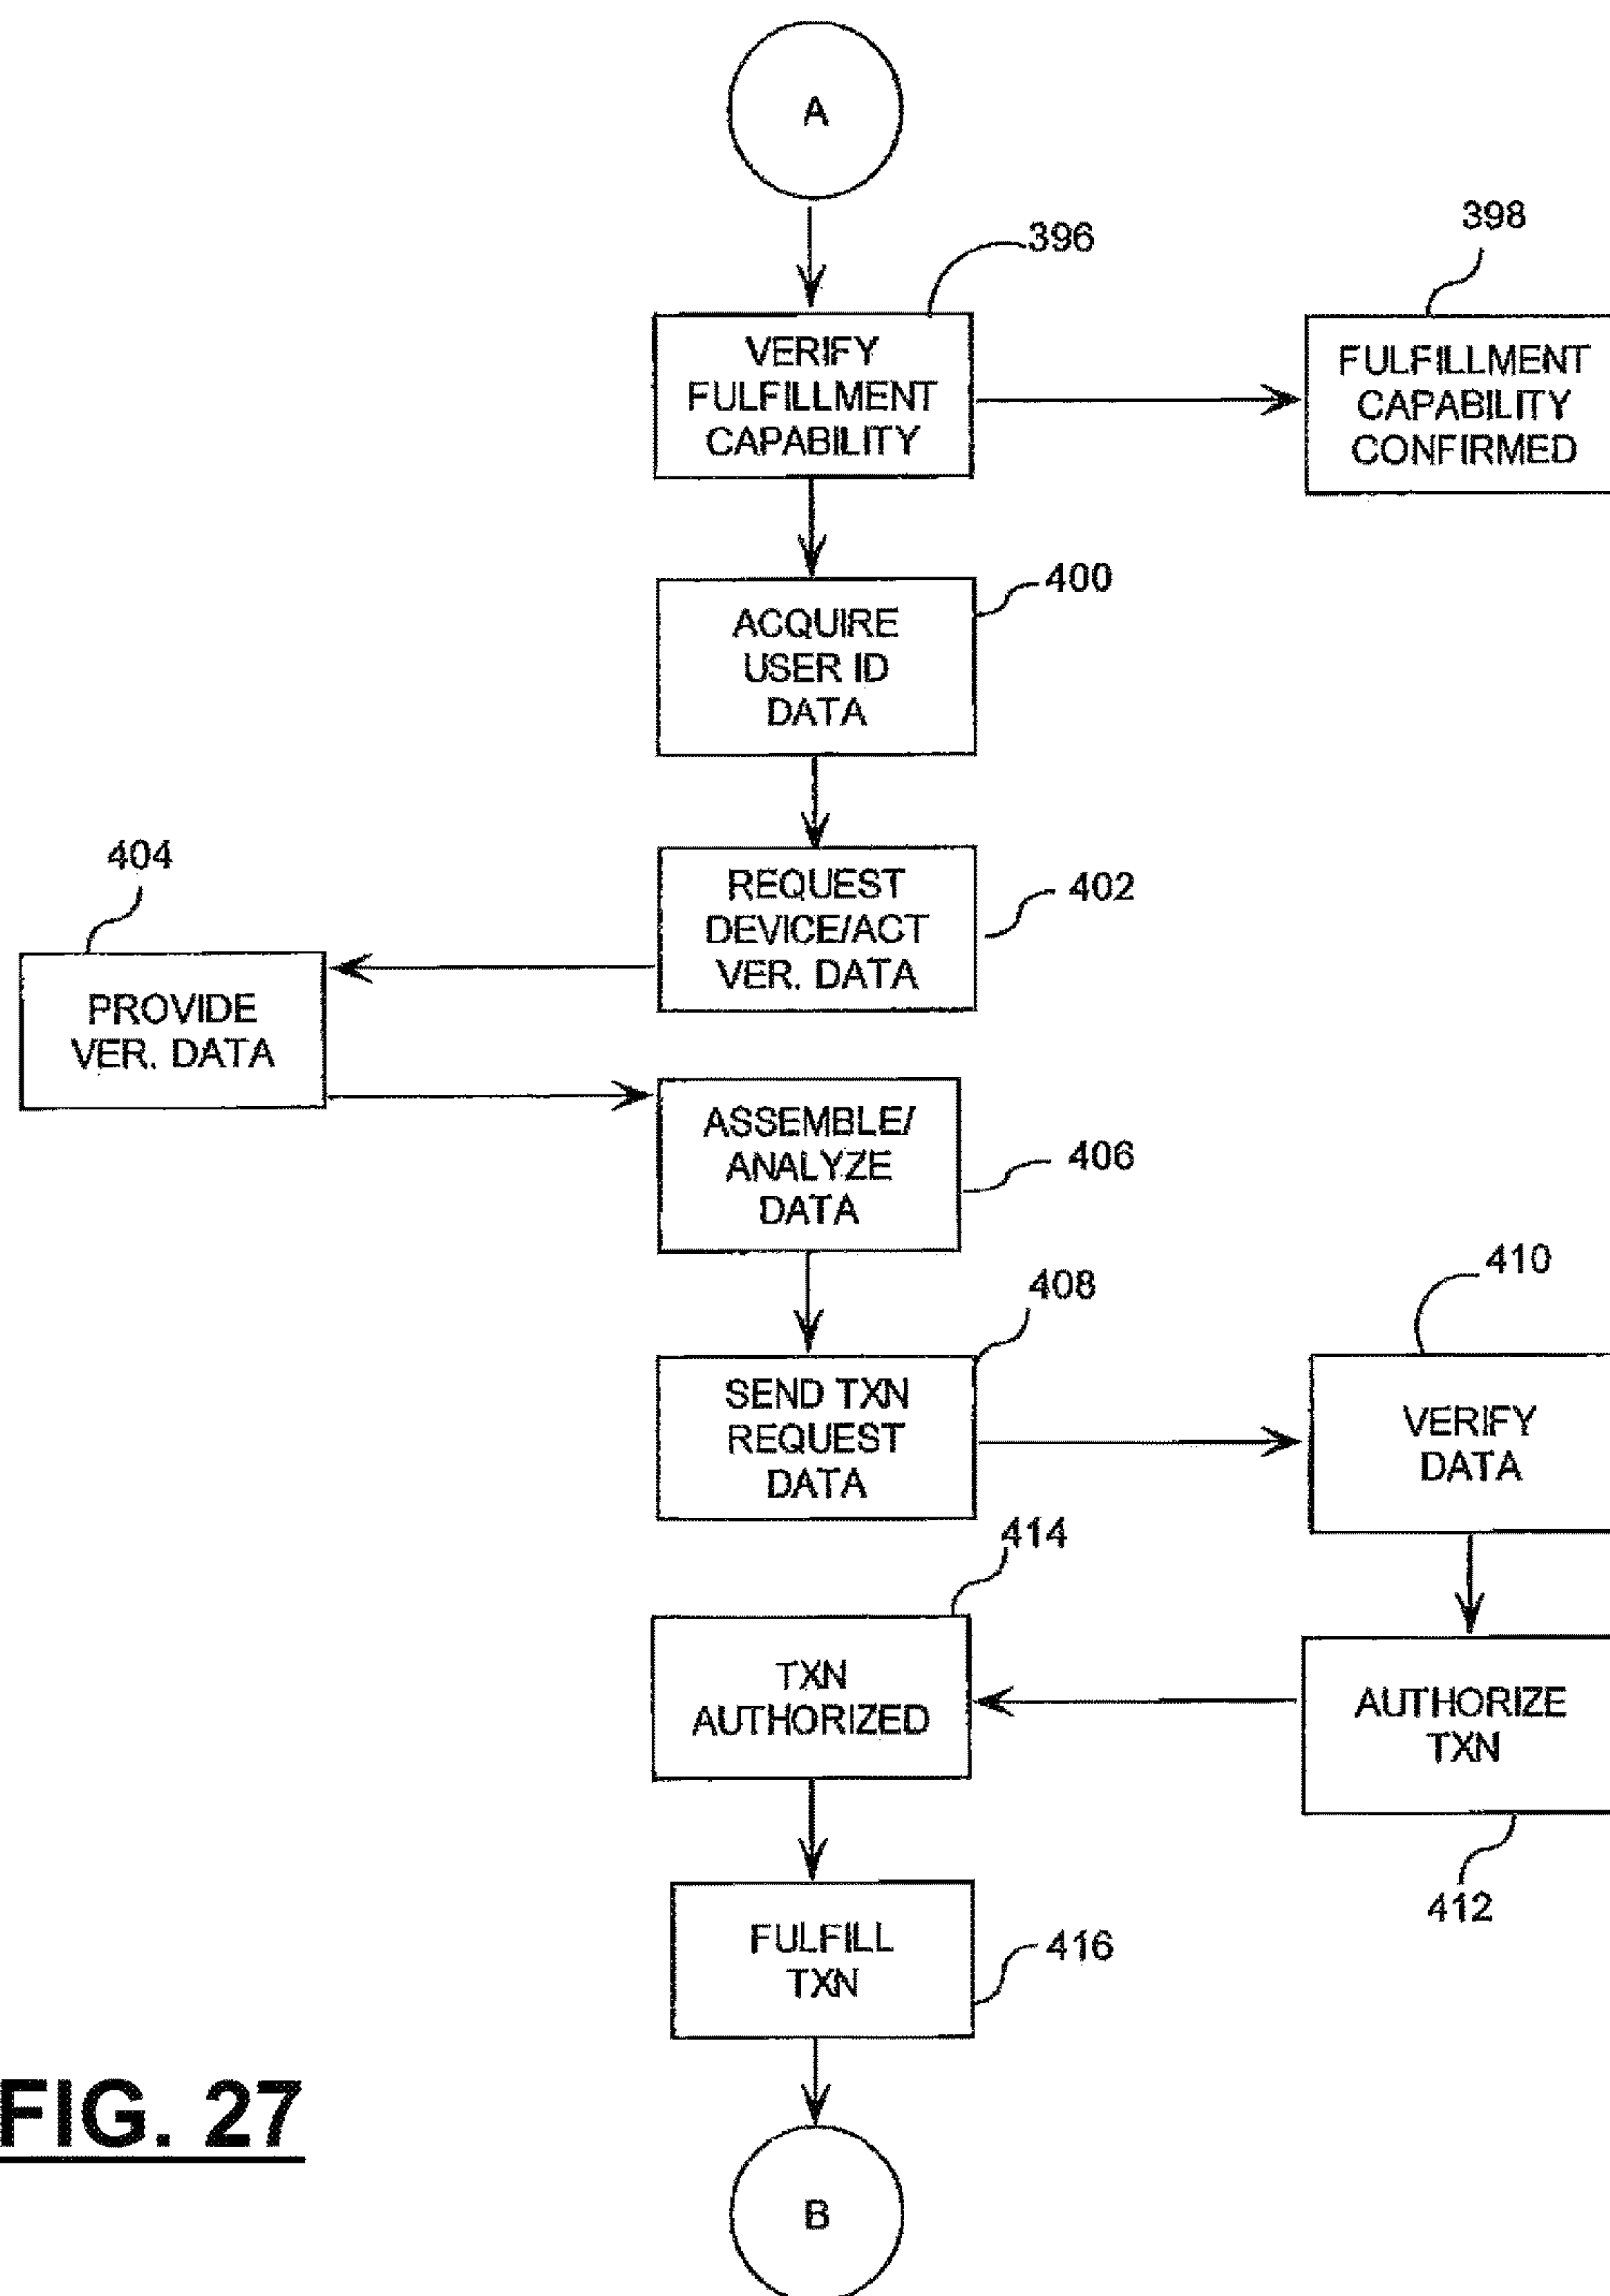 A
396
398
VERIFY
FULFILLMENT
CAPABILITY
FULFILLMENT
CAPABILITY
CONFIRMED
400
ACQUIRE
USER ID
DATA
404
402
REQUEST
DEVICE/ACT
VER. DATA
PROVIDE
VER. DATA
406
ASSEMBLE/
ANALYZE
DATA
408
410
SEND TXN
REQUEST
DATA
VERIFY
DATA
414
TXN
AUTHORIZED
AUTHORIZE
TXN
412
FULFILL
TXN
416
FIG. 27
B